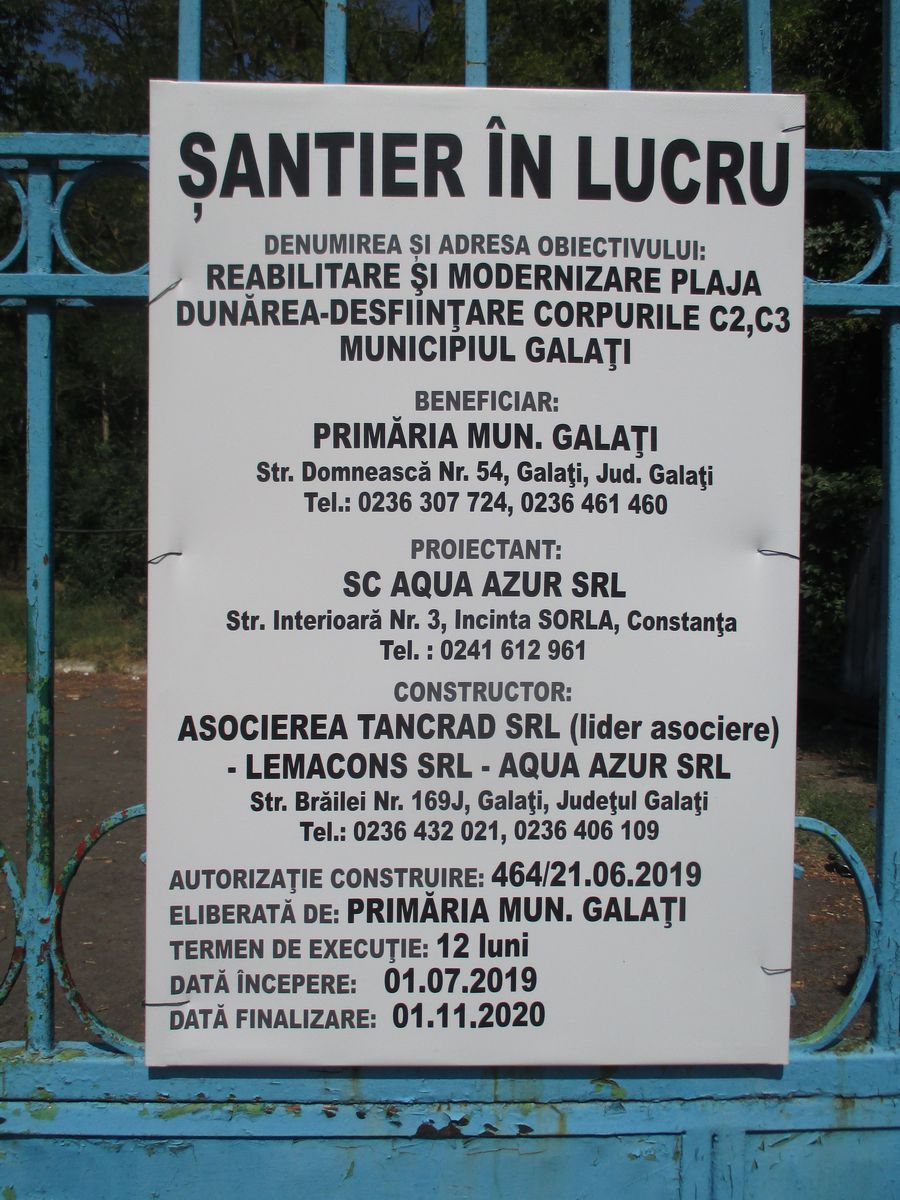 ȘANTIER ÎN LUCRU
DENUMIREA ȘI ADRESA OBIECTIVULUI:
REABILITARE ŞI MODERNIZARE PLAJA
DUNĂREA-DESFIINŢARE CORPURILE C2,C3
MUNICIPIUL GALAŢI
BENEFICIAR:
PRIMĂRIA MUN. GALAŢI
Str. Domnească Nr. 54, Galaţi, Jud. Galaţi
Tel.: 0236 307 724, 0236 461 460
PROIECTANT:
SC AQUA AZUR SRL
Str. Interioară Nr. 3, Incinta SORLA, Constanţa
Tel. : 0241 612 961
CONSTRUCTOR:
ASOCIEREA TANCRAD SRL (lider asociere)
- LEMACONS SRL - AQUA AZUR SRL
Str. Brăilei Nr. 169J, Galaţi, Judeţul Galaţi
Tel.: 0236 432 021, 0236 406 109
AUTORIZAŢIE CONSTRUIRE: 464/21.06.2019
ELIBERATĂ DE: PRIMĂRIA MUN. GALAŢI
TERMEN DE EXECUŢIE: 12 luni
DATĂ ÎNCEPERE: 01.07.2019
DATĂ FINALIZARE: 01.11.2020